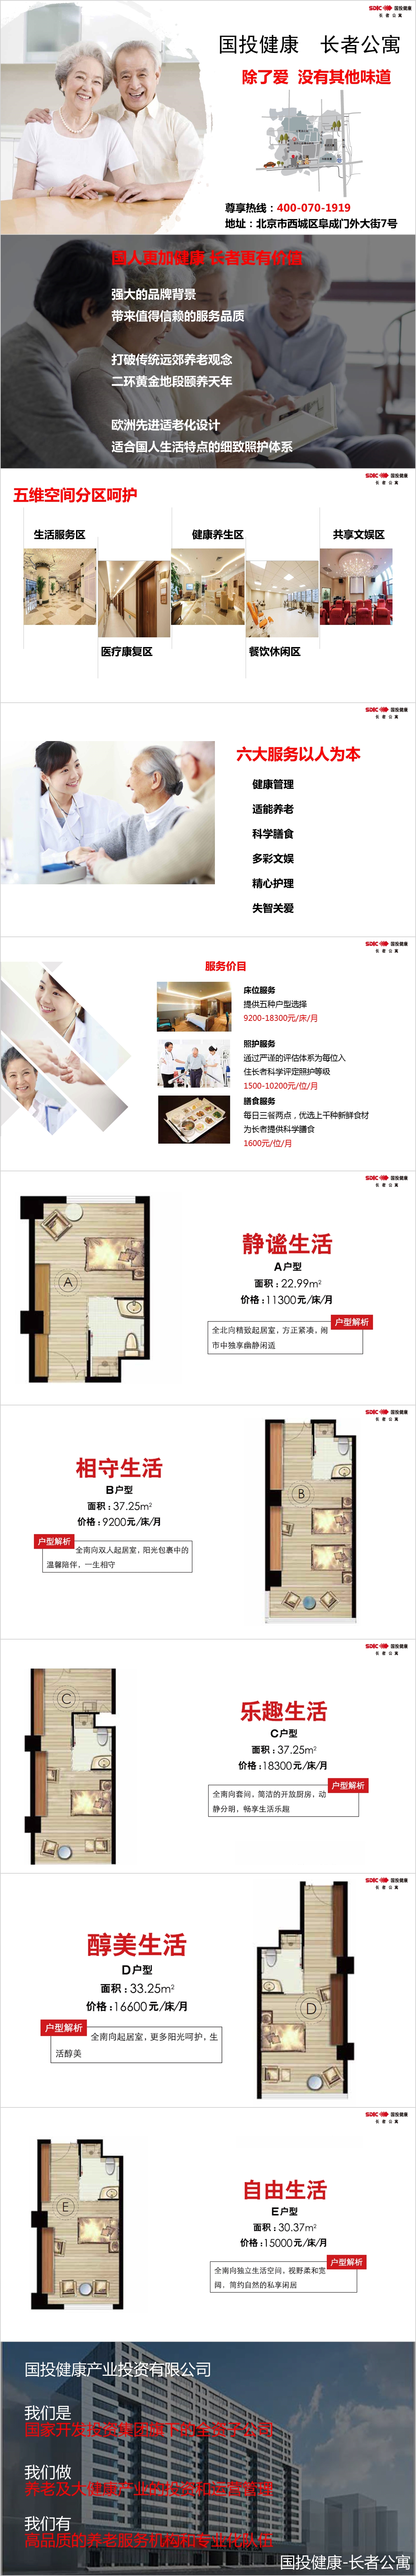 SDIC 国投健康
长者公寓
国投健康 长者公寓
除了爱 没有其他味道
尊享热线：400-070-1919
地址：北京市西城区阜成门外大街7号
国人更加健康 长者更有价值
强大的品牌背景
带来值得信赖的服务品质
打破传统远郊养老观念
二环黄金地段颐养天年
欧洲先进适老化设计
适合国人生活特点的细致照护体系
SDIC 国投健康
长者公寓
五维空间分区呵护
生活服务区
健康养生区
共享文娱区
医疗康复区
餐饮休闲区
SDIC 国投健康
长者公寓
六大服务以人为本
健康管理
适能养老
科学膳食
多彩文娱
精心护理
失智关爱
SDIC 国投健康
长者公寓
服务价目
床位服务
提供五种户型选择
9200-18300元/床/月
照护服务
通过严谨的评估体系为每位入
住长者科学评定照护等级
1500-10200元/位/月
膳食服务
每日三餐两点，优选上千种新鲜食材
为长者提供科学膳食
1600元/位/月
SDIC 国投健康
长者公寓
A
静谧生活
A户型
面积：22.99m²
价格：11300元/床/月
户型解析
全北向精致起居室，方正紧凑，闹
市中独享幽静闲适
SDIC 国投健康
长者公寓
相守生活
B户型
面积：37.25m²
价格：9200元/床/月
户型解析
全南向双人起居室，阳光包裹中的
温馨陪伴，一生相守
B
SDIC 国投健康
长者公寓
C
乐趣生活
C户型
面积：37.25m²
价格：18300元/床/月
户型解析
全南向套间，简洁的开放厨房，动
静分明，畅享生活乐趣
SDIC 国投健康
长者公寓
醇美生活
D户型
面积：33.25m²
价格：16600元/床/月
户型解析
全南向起居室，更多阳光呵护，生
活醇美
D
SDIC 国投健康
长者公寓
E
自由生活
E户型
面积：30.37m²
价格：15000元/床/月
户型解析
全南向独立生活空间，视野柔和宽
阔，简约自然的私享闲居
国投健康产业投资有限公司
我们是
国家开发投资集团旗下的全资子公司
我们做
养老及大健康产业的投资和运营管理
我们有
高品质的养老服务机构和专业化队伍
国投健康-长者公寓